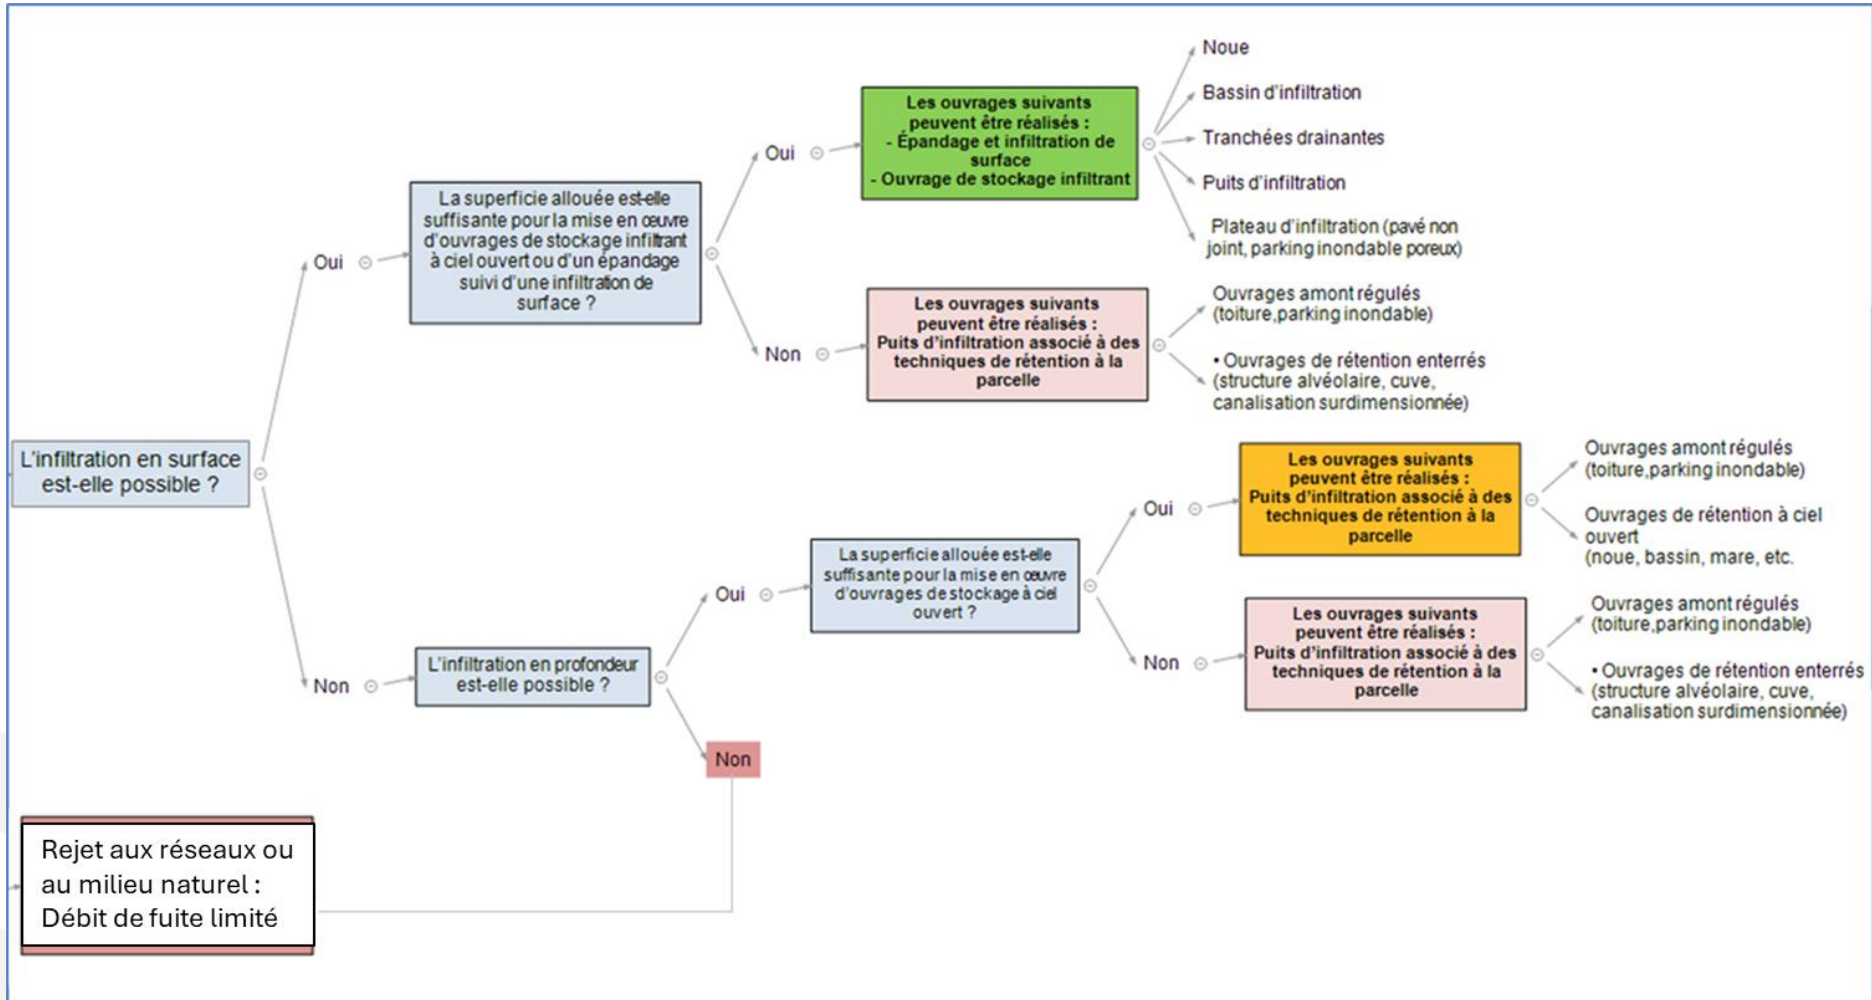 L'infiltration en surface
est-elle possible ?
Oui
La superficie allouée est-elle
suffisante pour la mise en œuvre
d'ouvrages de stockage infiltrant
à ciel ouvert ou d'un épandage
suivi d'une infiltration de
surface ?
Oui
Les ouvrages suivants
peuvent être réalisés :
- Épandage et infiltration de
surface
- Ouvrage de stockage infiltrant
Noue
Bassin d'infiltration
Tranchées drainantes
Puits d'infiltration
Plateau d'infiltration (pavé non
joint, parking inondable poreux)
Non
Les ouvrages suivants
peuvent être réalisés :
Puits d'infiltration associé à des
techniques de rétention à la
parcelle
Ouvrages amont régulés
(toiture,parking inondable)
• Ouvrages de rétention enterrés
(structure alvéolaire, cuve,
canalisation surdimensionnée)
Non
L'infiltration en profondeur
est-elle possible ?
Oui
La superficie allouée est-elle
suffisante pour la mise en œuvre
d'ouvrages de stockage à ciel
ouvert ?
Oui
Les ouvrages suivants
peuvent être réalisés :
Puits d'infiltration associé à des
techniques de rétention à la
parcelle
Ouvrages amont régulés
(toiture,parking inondable)
Ouvrages de rétention à ciel
ouvert
(noue, bassin, mare, etc.
Non
Les ouvrages suivants
peuvent être réalisés :
Puits d'infiltration associé à des
techniques de rétention à la
parcelle
Ouvrages amont régulés
(toiture,parking inondable)
• Ouvrages de rétention enterrés
(structure alvéolaire, cuve,
canalisation surdimensionnée)
Non
Rejet aux réseaux ou
au milieu naturel :
Débit de fuite limité